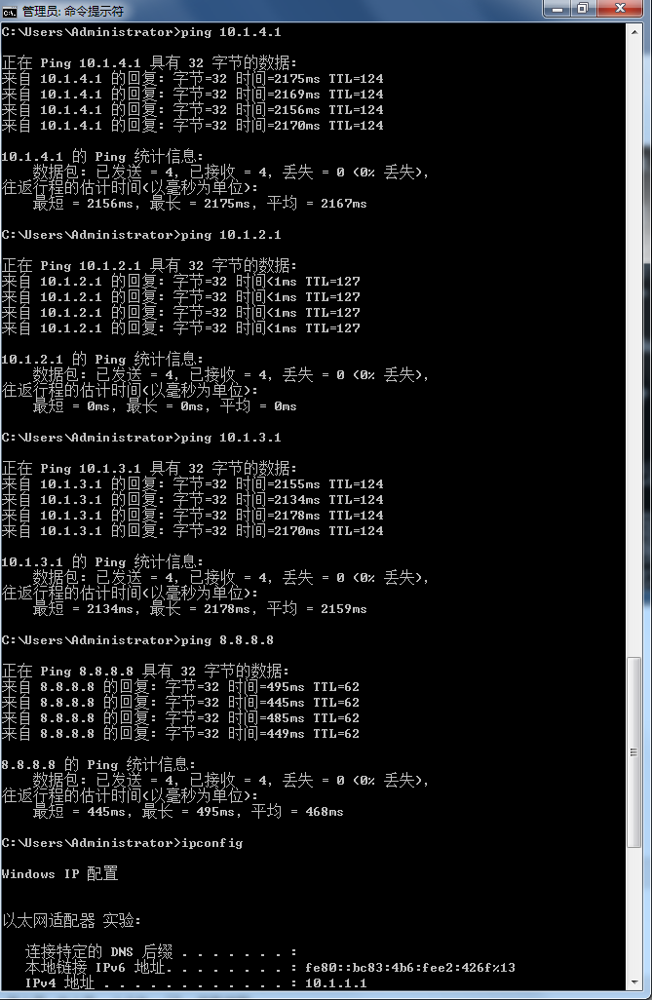 管理员: 命令提示符
C:\Users\Administrator>ping 10.1.4.1
正在 Ping 10.1.4.1 具有 32 字节的数据:
来自 10.1.4.1 的回复: 字节=32 时间=2175ms TTL=124
来自 10.1.4.1 的回复: 字节=32 时间=2169ms TTL=124
来自 10.1.4.1 的回复: 字节=32 时间=2156ms TTL=124
来自 10.1.4.1 的回复: 字节=32 时间=2170ms TTL=124
10.1.4.1 的 Ping 统计信息:
数据包: 已发送 = 4, 已接收 = 4, 丢失 = 0 (0% 丢失),
往返行程的估计时间(以毫秒为单位):
最短 = 2156ms, 最长 = 2175ms, 平均 = 2167ms
C:\Users\Administrator>ping 10.1.2.1
正在 Ping 10.1.2.1 具有 32 字节的数据:
来自 10.1.2.1 的回复: 字节=32 时间<1ms TTL=127
来自 10.1.2.1 的回复: 字节=32 时间<1ms TTL=127
来自 10.1.2.1 的回复: 字节=32 时间<1ms TTL=127
来自 10.1.2.1 的回复: 字节=32 时间<1ms TTL=127
10.1.2.1 的 Ping 统计信息:
数据包: 已发送 = 4, 已接收 = 4, 丢失 = 0 (0% 丢失),
往返行程的估计时间(以毫秒为单位):
最短 = 0ms, 最长 = 0ms, 平均 = 0ms
C:\Users\Administrator>ping 10.1.3.1
正在 Ping 10.1.3.1 具有 32 字节的数据:
来自 10.1.3.1 的回复: 字节=32 时间=2155ms TTL=124
来自 10.1.3.1 的回复: 字节=32 时间=2134ms TTL=124
来自 10.1.3.1 的回复: 字节=32 时间=2178ms TTL=124
来自 10.1.3.1 的回复: 字节=32 时间=2170ms TTL=124
10.1.3.1 的 Ping 统计信息:
数据包: 已发送 = 4, 已接收 = 4, 丢失 = 0 (0% 丢失),
往返行程的估计时间(以毫秒为单位):
最短 = 2134ms, 最长 = 2178ms, 平均 = 2159ms
C:\Users\Administrator>ping 8.8.8.8
正在 Ping 8.8.8.8 具有 32 字节的数据:
来自 8.8.8.8 的回复: 字节=32 时间=495ms TTL=62
来自 8.8.8.8 的回复: 字节=32 时间=445ms TTL=62
来自 8.8.8.8 的回复: 字节=32 时间=485ms TTL=62
来自 8.8.8.8 的回复: 字节=32 时间=449ms TTL=62
8.8.8.8 的 Ping 统计信息:
数据包: 已发送 = 4, 已接收 = 4, 丢失 = 0 (0% 丢失),
往返行程的估计时间(以毫秒为单位):
最短 = 445ms, 最长 = 495ms, 平均 = 468ms
C:\Users\Administrator>ipconfig
Windows IP 配置
以太网适配器 实验:
连接特定的 DNS 后缀 . . . . . . . :
本地链接 IPv6 地址. . . . . . . . : fe80::bc83:4b6:fee2:426f%13
IPv4 地址 . . . . . . . . . . . . : 10.1.1.1